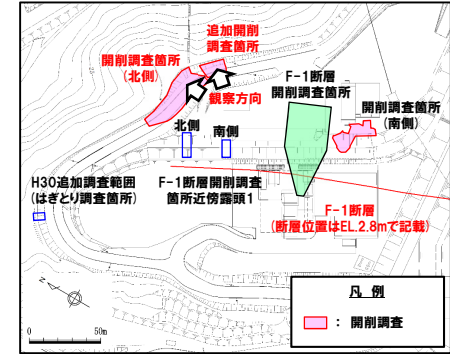 追加開削
調査箇所
開削調査箇所
(北側)
F-1断層
開削調査箇所
観察方向
開削調査箇所
(南側)
北側
南側
H30追加調査範囲
(はぎとり調査箇所)
F-1断層開削調査
箇所近傍露頭1
F-1断層
(断層位置はEL.2.8mで記載)
N
0 50m
凡 例
: 開削調査